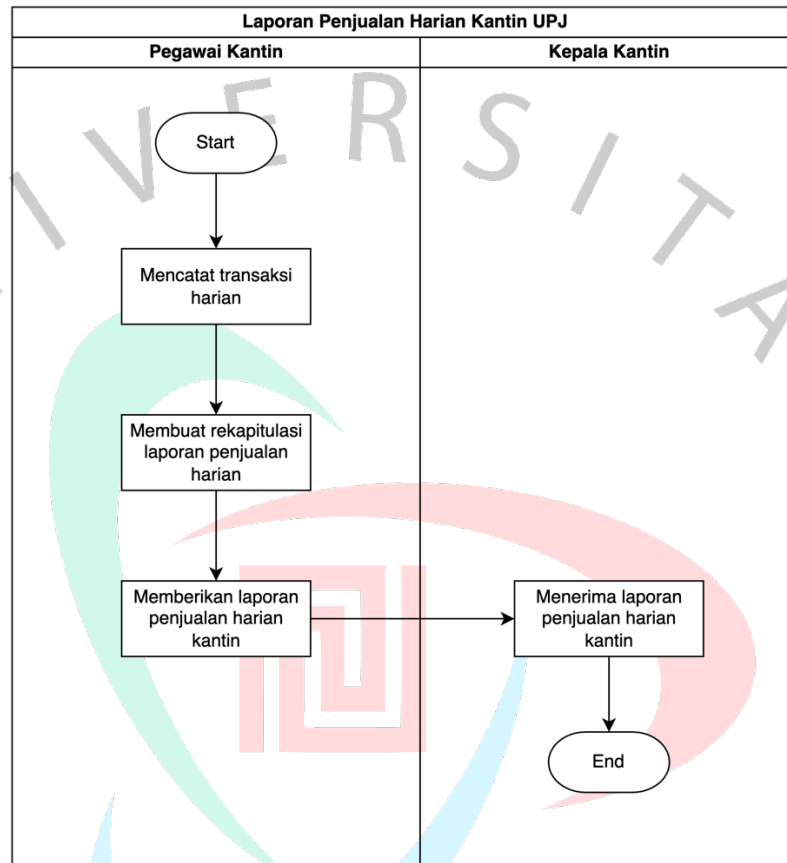 Laporan Penjualan Harian Kantin UPJ
Pegawai Kantin
Kepala Kantin
IVERSITA
Start
Mencatat transaksi
harian
Membuat rekapitulasi
laporan penjualan
harian
Memberikan laporan
penjualan harian
kantin
Menerima laporan
penjualan harian
kantin
End